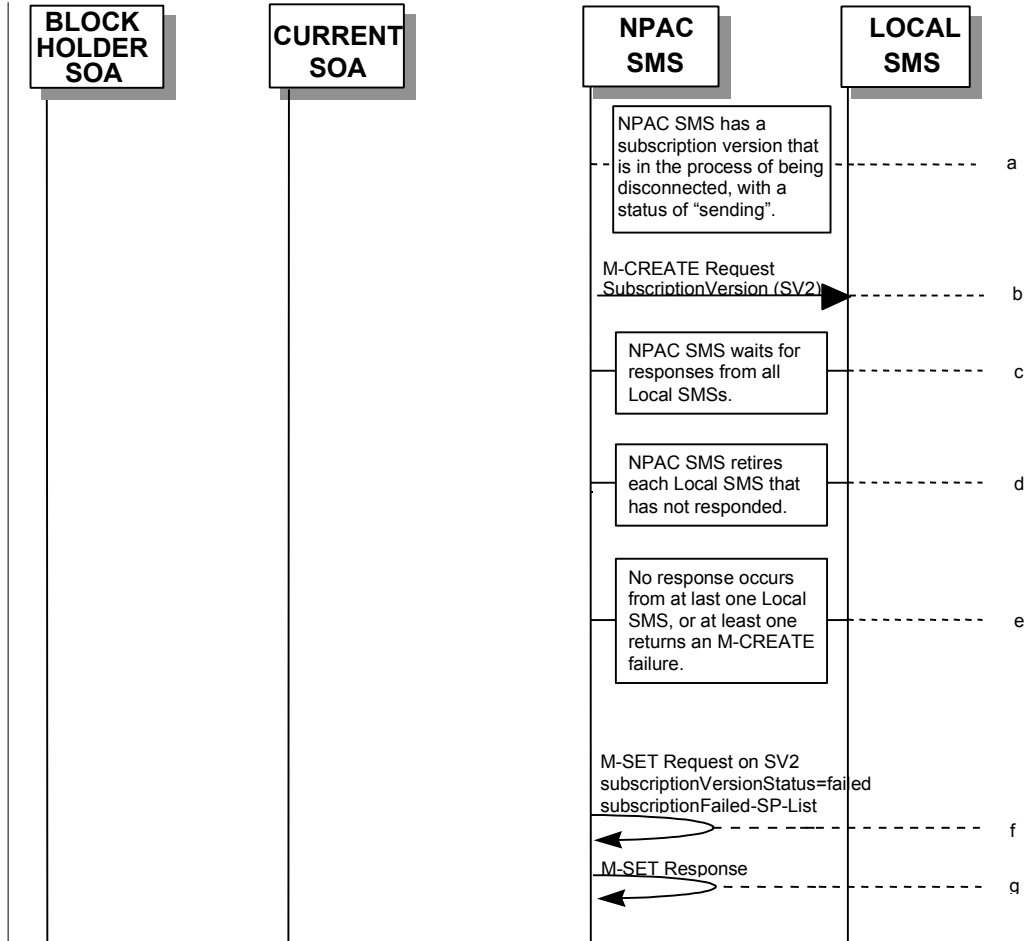 BLOCK
HOLDER
SOA
CURRENT
SOA
NPAC
SMS
LOCAL
SMS
NPAC SMS has a
subscription version that
is in the process of being
disconnected, with a
status of “sending”.
a
M-CREATE Request
SubscriptionVersion (SV2)
b
NPAC SMS waits for
responses from all
Local SMSs.
c
NPAC SMS retires
each Local SMS that
has not responded.
d
No response occurs
from at last one Local
SMS, or at least one
returns an M-CREATE
failure.
e
M-SET Request on SV2
subscriptionVersionStatus=failed
subscriptionFailed-SP-List
f
M-SET Response
g